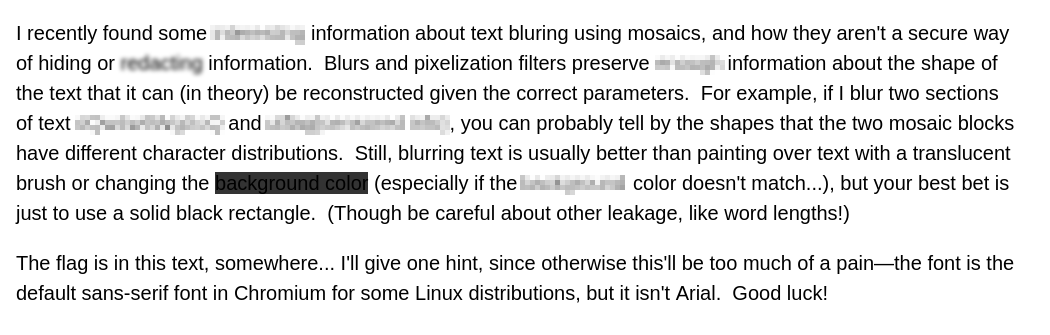 I recently found some interesting information about text bluring using mosaics, and how they aren't a secure way
of hiding or redacting information.  Blurs and pixelization filters preserve enough information about the shape of
the text that it can (in theory) be reconstructed given the correct parameters.  For example, if I blur two sections
of text and , you can probably tell by the shapes that the two mosaic blocks
have different character distributions.  Still, blurring text is usually better than painting over text with a translucent
brush or changing the background color (especially if the background color doesn't match...), but your best bet is
just to use a solid black rectangle.  (Though be careful about other leakage, like word lengths!)
The flag is in this text, somewhere... I'll give one hint, since otherwise this'll be too much of a pain—the font is the
default sans-serif font in Chromium for some Linux distributions, but it isn't Arial.  Good luck!